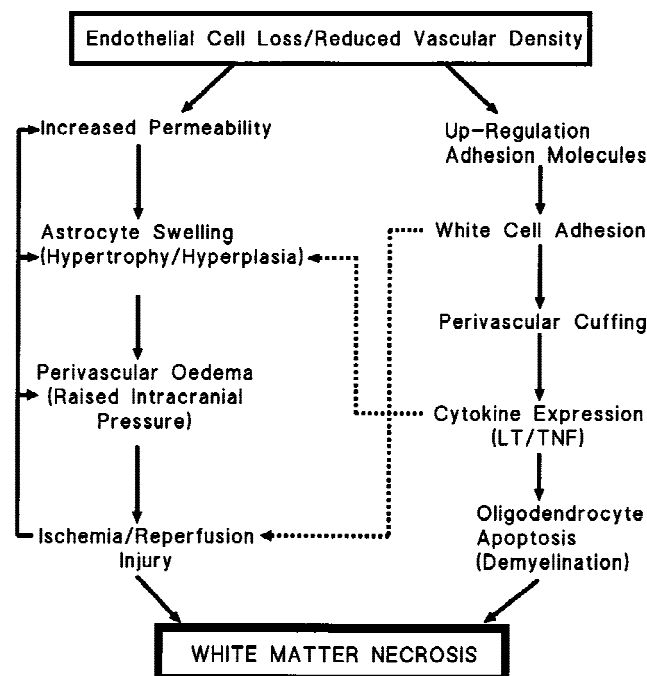 Endothelial Cell Loss/Reduced Vascular Density
Increased Permeability
Up-Regulation
Adhesion Molecules
Astrocyte Swelling
(Hypertrophy/Hyperplasia)
White Cell Adhesion
Perivascular Cuffing
Perivascular Oedema
(Raised Intracranial
Pressure)
Cytokine Expression
(LT/TNF)
Ischemia/Reperfusion
Injury
Oligodendrocyte
Apoptosis
(Demyelination)
WHITE MATTER NECROSIS